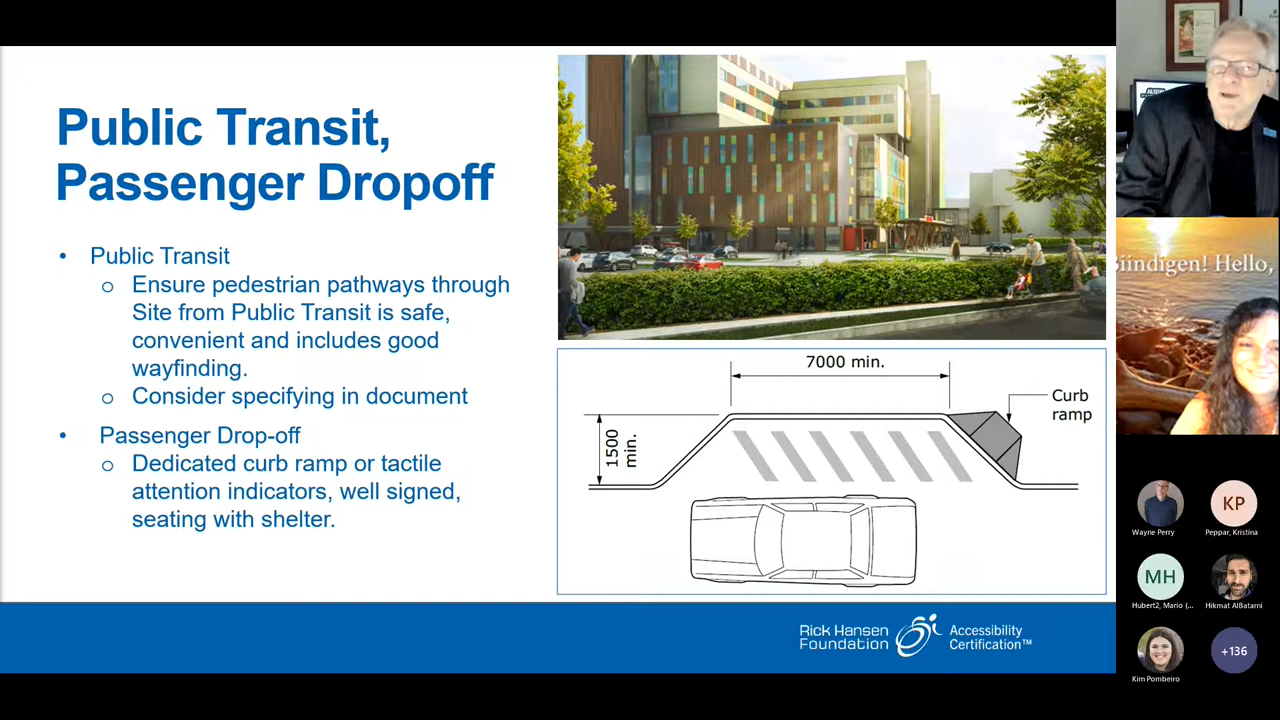 Public Transit,
Passenger Dropoff
• Public Transit
o Ensure pedestrian pathways through
Site from Public Transit is safe,
convenient and includes good
wayfinding.
o Consider specifying in document
• Passenger Drop-off
o Dedicated curb ramp or tactile
attention indicators, well signed,
seating with shelter.
7000 min.
1500
min.
Curb
ramp
Rick Hansen
Foundation
Accessibility
Certification™
Biindigen! Hello,
Wayne Perry
KP
Peppar, Kristina
MH
Hubert2, Mario (...
Hikmat AlBatarni
Kim Pombeiro
+136